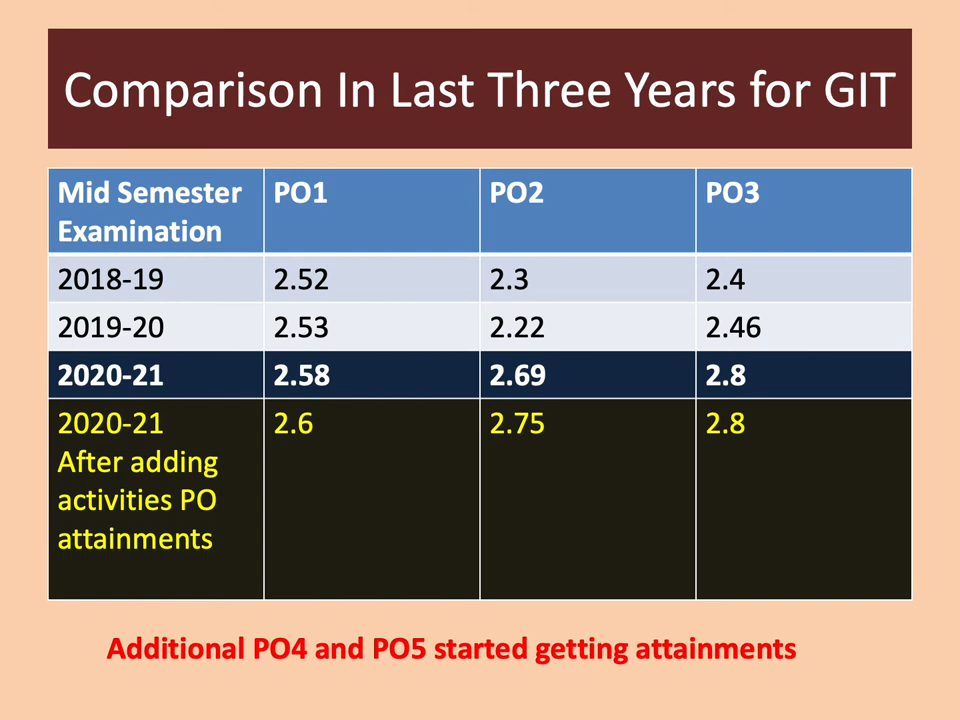 Comparison In Last Three Years for GIT
Mid Semester Examination PO1 PO2 PO3
2018-19 2.52 2.3 2.4
2019-20 2.53 2.22 2.46
2020-21 2.58 2.69 2.8
2020-21 2.6 2.75 2.8
After adding
activities PO
attainments
Additional PO4 and PO5 started getting attainments